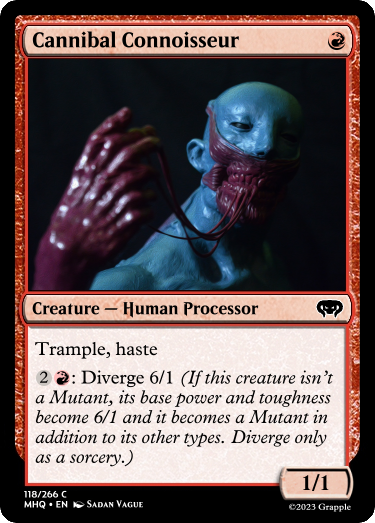 Cannibal Connoisseur
Creature — Human Processor
Trample, haste
2 : Diverge 6/1 (If this creature isn't
a Mutant, its base power and toughness
become 6/1 and it becomes a Mutant in
addition to its other types. Diverge only
as a sorcery.)
1/1
118/266 C
MHQ • EN Sadan Vague
©2023 Grapple